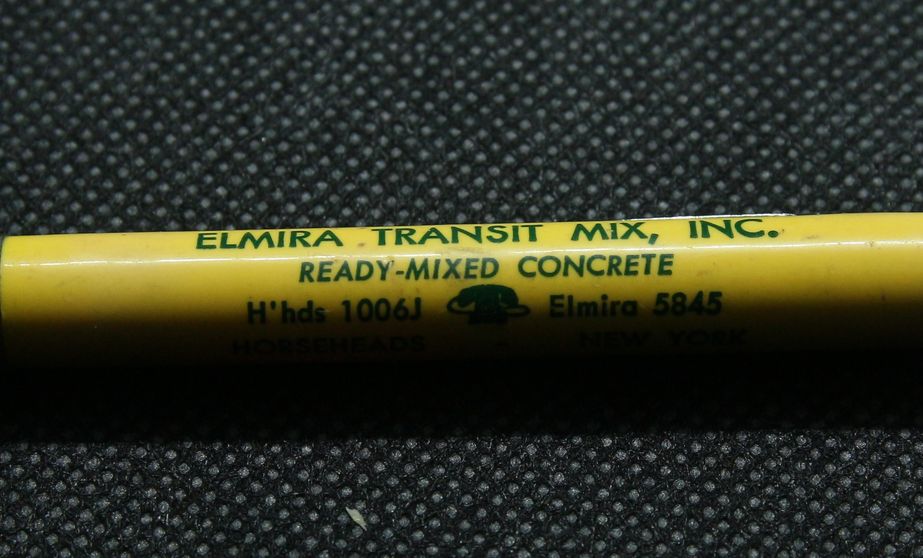 ELMIRA TRANSIT MIX, INC.
READY-MIXED CONCRETE
H'hds 1006J Elmira 5845
HORSEHEADS - NEW YORK